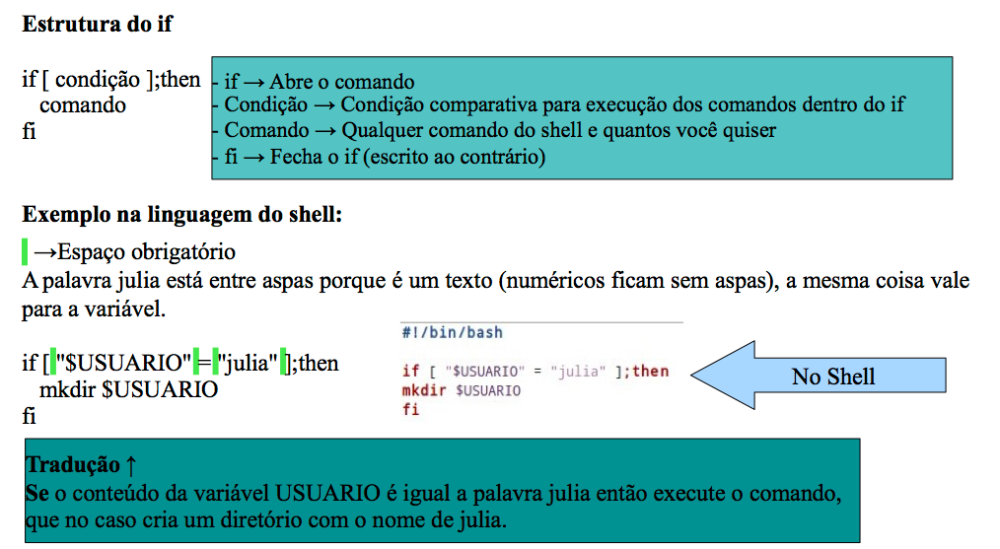 Estrutura do if
if [ condição ];then
comando
fi
- if → Abre o comando
- Condição → Condição comparativa para execução dos comandos dentro do if
- Comando → Qualquer comando do shell e quantos você quiser
- fi → Fecha o if (escrito ao contrário)
Exemplo na linguagem do shell:
→Espaço obrigatório
A palavra julia está entre aspas porque é um texto (numéricos ficam sem aspas), a mesma coisa vale
para a variável.
if [ "$USUARIO" = "julia" ];then
mkdir $USUARIO
fi
#!/bin/bash
if [ "$USUARIO" = "julia" ];then
mkdir $USUARIO
fi
No Shell
Tradução ↑
Se o conteúdo da variável USUARIO é igual a palavra julia então execute o comando,
que no caso cria um diretório com o nome de julia.